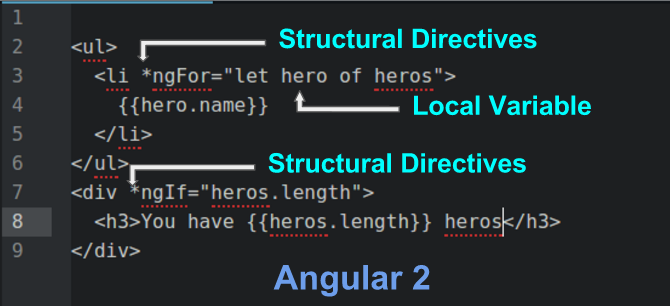 1
2 <ul> Structural Directives
3 <li *ngFor="let hero of heros">
4 {{hero.name}} Local Variable
5 </li>
6 </ul> Structural Directives
7 <div *ngIf="heros.length">
8 <h3>You have {{heros.length}} heros</h3>
9 </div>
Angular 2